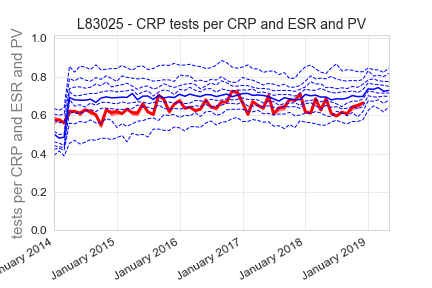 L83025 - CRP tests per CRP and ESR and PV
tests per CRP and ESR and PV
1.0
0.8
0.6
0.4
0.2
0.0
nuary 2014
January 2015
January 2016
January 2017
January 2018
January 2019